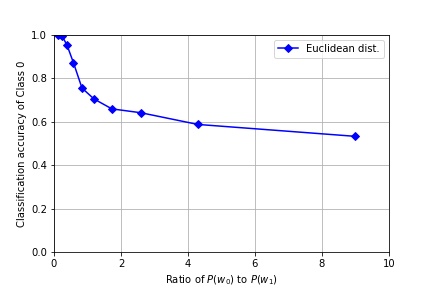 Euclidean dist.
Classification accuracy of Class 0
1.0
0.8
0.6
0.4
0.2
0.0
0 2 4 6 8 10
Ratio of P(w₀) to P(w₁)